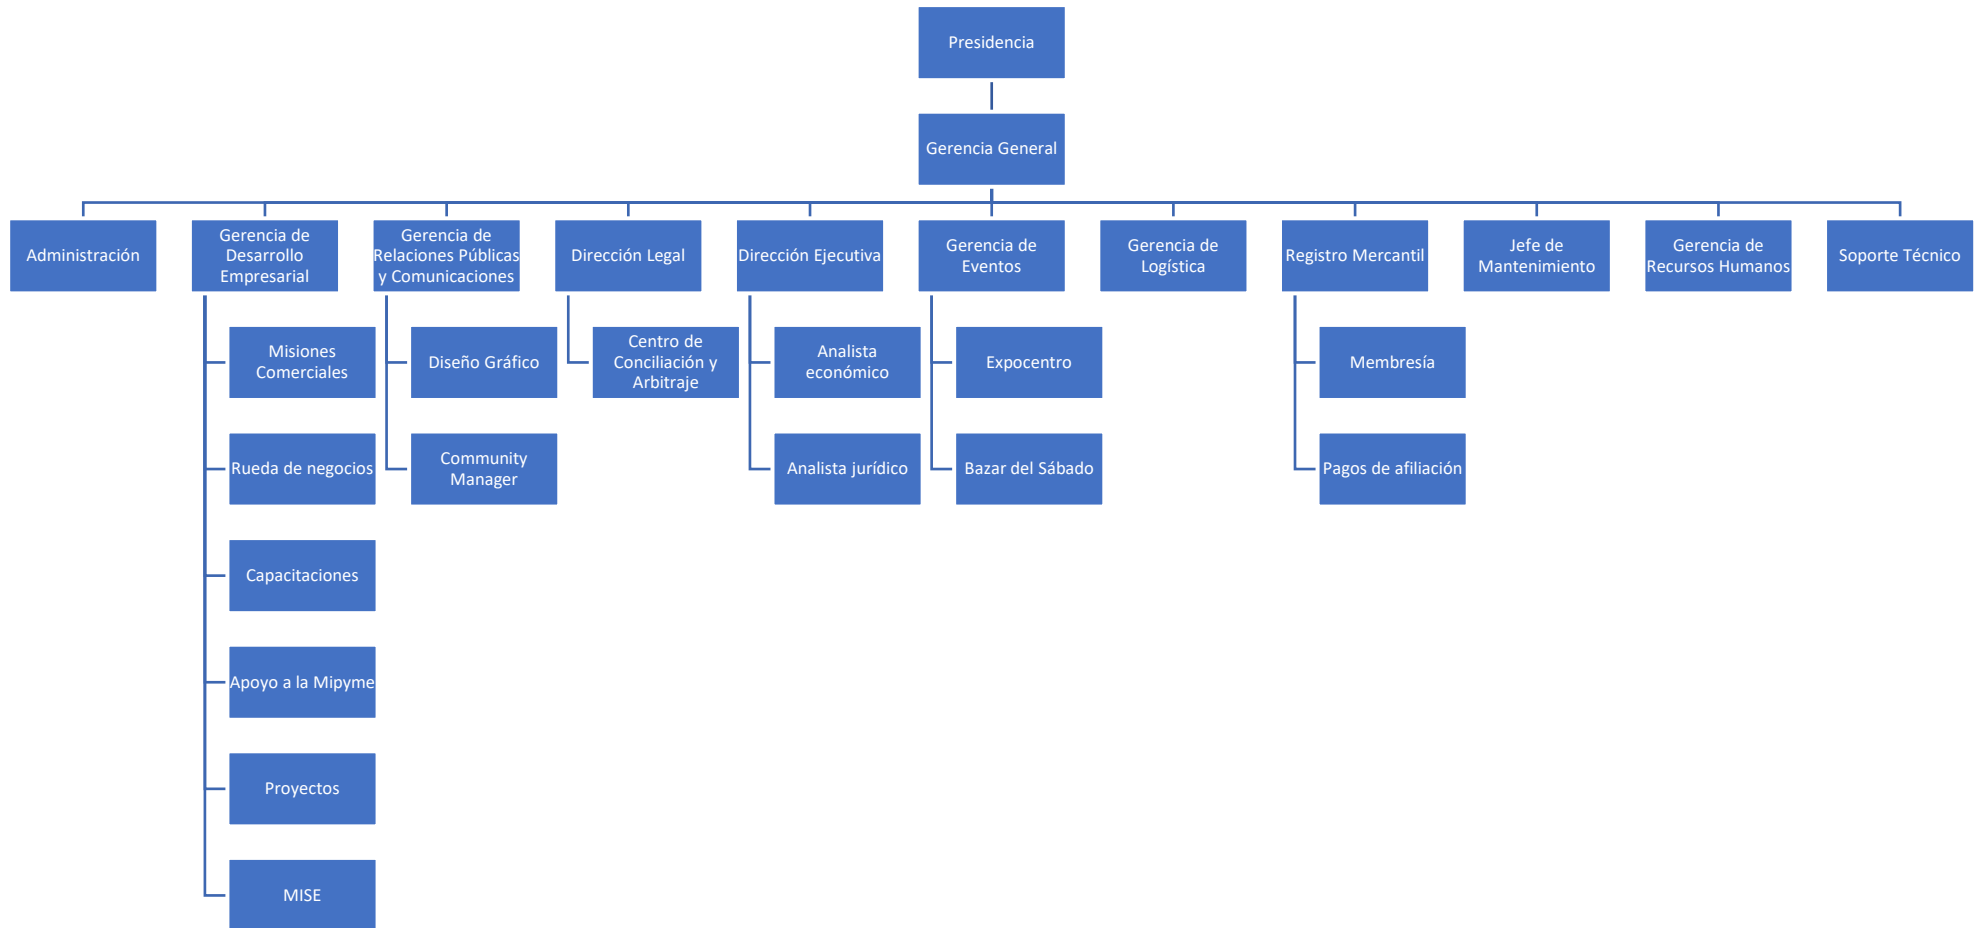 Presidencia
Gerencia General
Administración
Gerencia de
Desarrollo
Empresarial
Gerencia de
Relaciones Públicas
y Comunicaciones
Dirección Legal
Dirección Ejecutiva
Gerencia de
Eventos
Gerencia de
Logística
Registro Mercantil
Jefe de
Mantenimiento
Gerencia de
Recursos Humanos
Soporte Técnico
Misiones
Comerciales
Diseño Gráfico
Centro de
Conciliación y
Arbitraje
Analista
económico
Expocentro
Membresía
Rueda de negocios
Community
Manager
Analista jurídico
Bazar del Sábado
Pagos de afiliación
Capacitaciones
Apoyo a la Mipyme
Proyectos
MISE